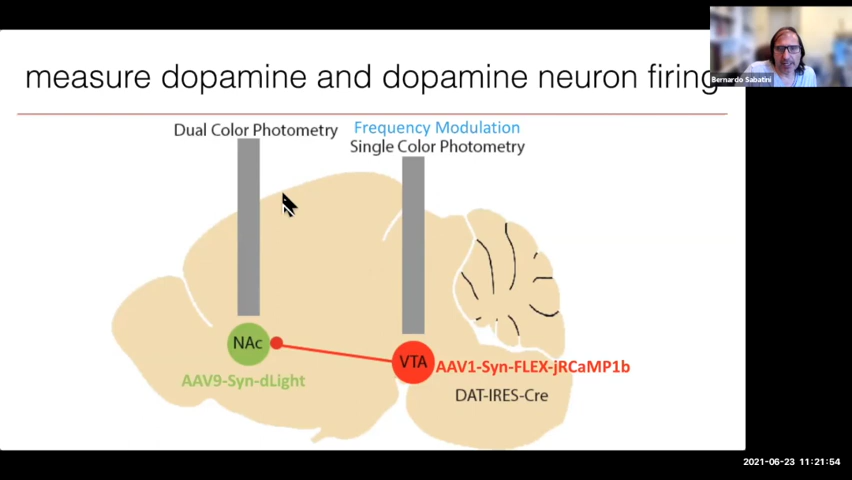 measure dopamine and dopamine neuron firing
Bernardo Sabatini
Dual Color Photometry
Frequency Modulation
Single Color Photometry
NAc
VTA
AAV1-Syn-FLEX-jRCaMP1b
AAV9-Syn-dLight
DAT-IRES-Cre
2021-06-23 11:21:54